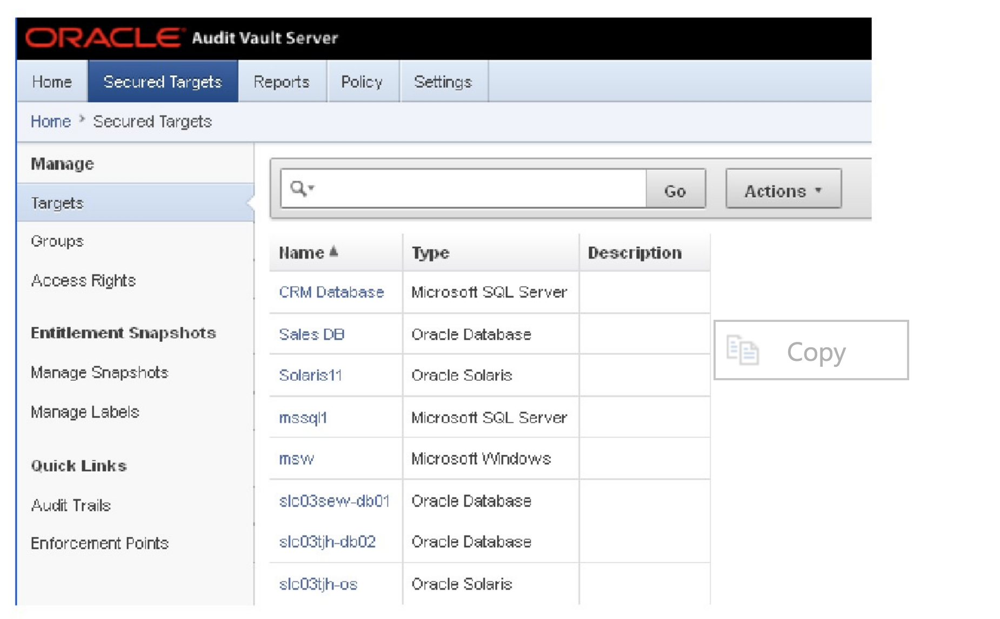 ORACLE Audit Vault Server
Home Secured Targets Reports Policy Settings
Home > Secured Targets
Manage
Targets
Groups
Access Rights
Entitlement Snapshots
Manage Snapshots
Manage Labels
Quick Links
Audit Trails
Enforcement Points
Go Actions
Name Type Description
CRM Database Microsoft SQL Server
Sales DB Oracle Database
Solaris11 Oracle Solaris
mssql1 Microsoft SQL Server
msw Microsoft Windows
slc03sew-db01 Oracle Database
slc03tjh-db02 Oracle Database
slc03tjh-os Oracle Solaris
Copy